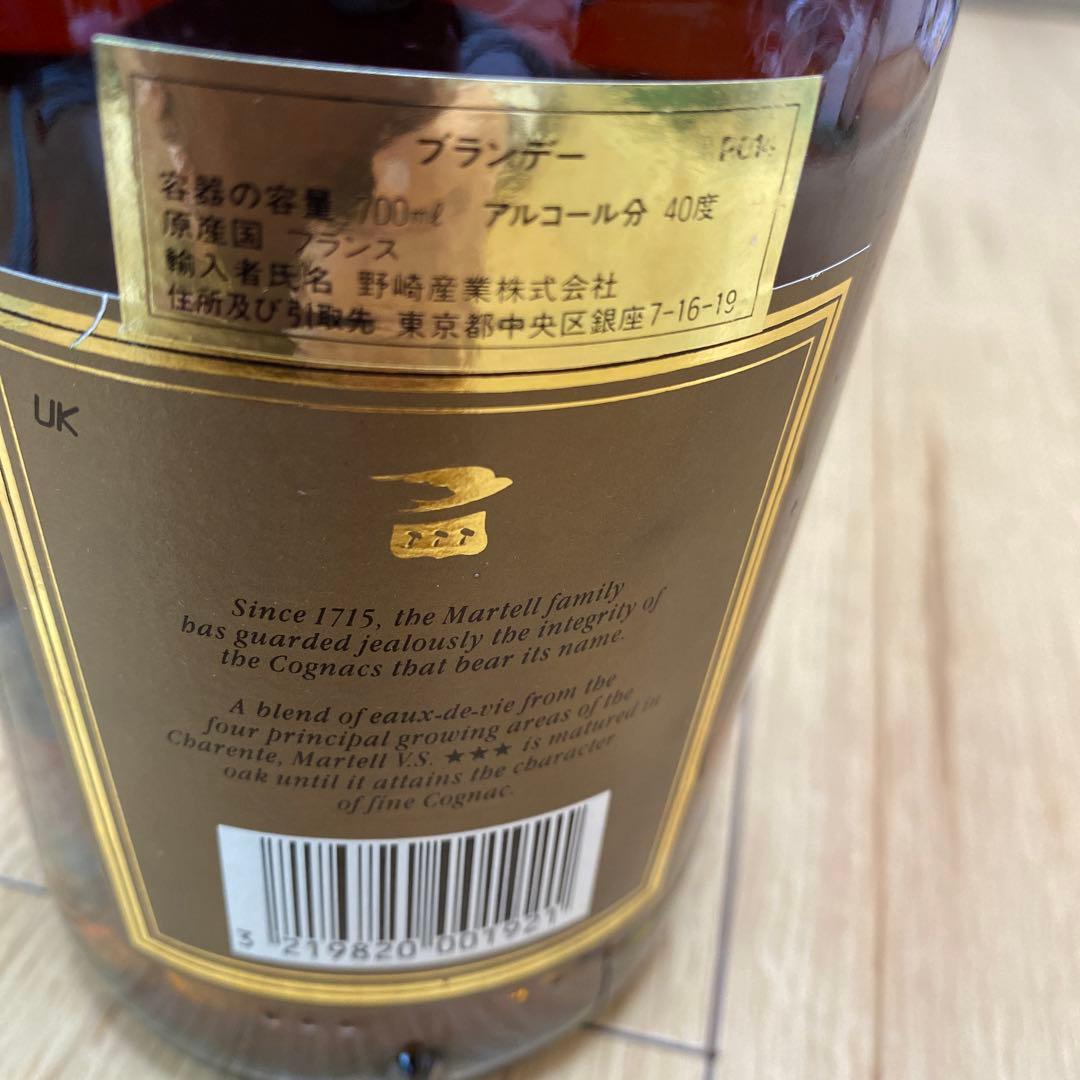 ブランデー
容器の容量 700ml アルコール分 40度
原産国 フランス
輸入者氏名 野崎産業株式会社
住所及び引取先 東京都中央区銀座7-16-19
UK
Since 1715, the Martell family
has guarded jealously the integrity of
the Cognacs that bear its name.
A blend of eaux-de-vie from the
four principal growing areas of the
Charente, Martell V.S. ★★★ is matured in
oak until it attains the character
of fine Cognac.
3 219820 001921